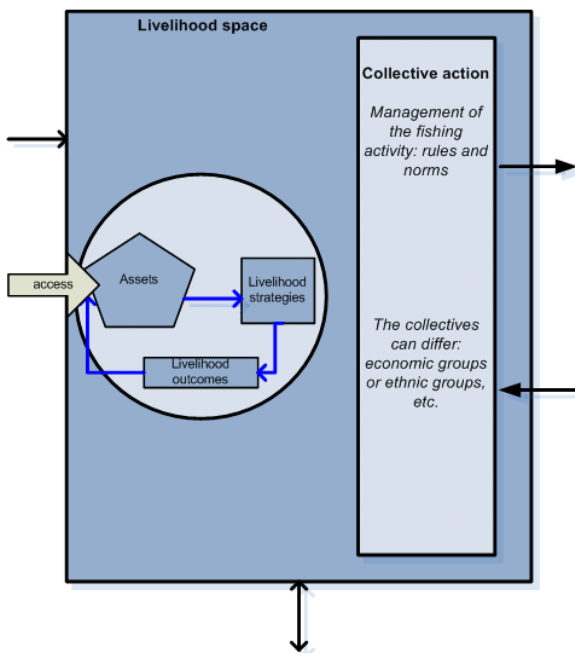 Livelihood space
Collective action
Management of
the fishing
activity: rules and
norms
access
Assets
Livelihood
strategies
Livelihood
outcomes
The collectives
can differ:
economic groups
or ethnic groups,
etc.